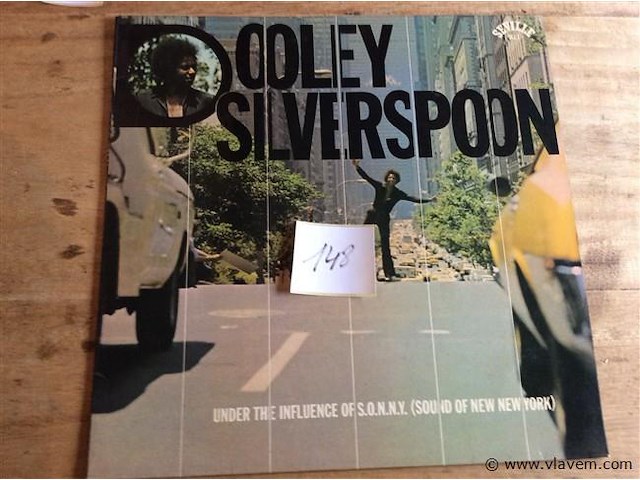 DOOLEY
SILVERSPOON
SEVILLE
148
UNDER THE INFLUENCE OF S.O.N.N.Y. (SOUND OF NEW NEW YORK)
© www.vlavem.com